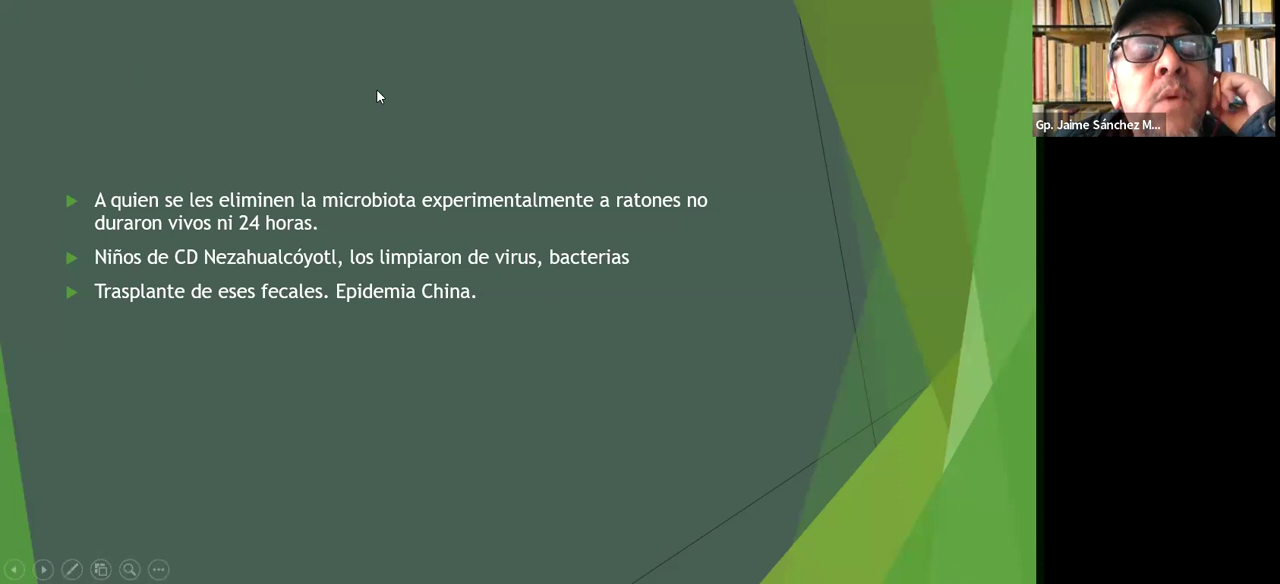 Gp. Jaime Sánchez M...
A quien se les eliminen la microbiota experimentalmente a ratones no
duraron vivos ni 24 horas.
Niños de CD Nezahualcóyotl, los limpiaron de virus, bacterias
Trasplante de eses fecales. Epidemia China.